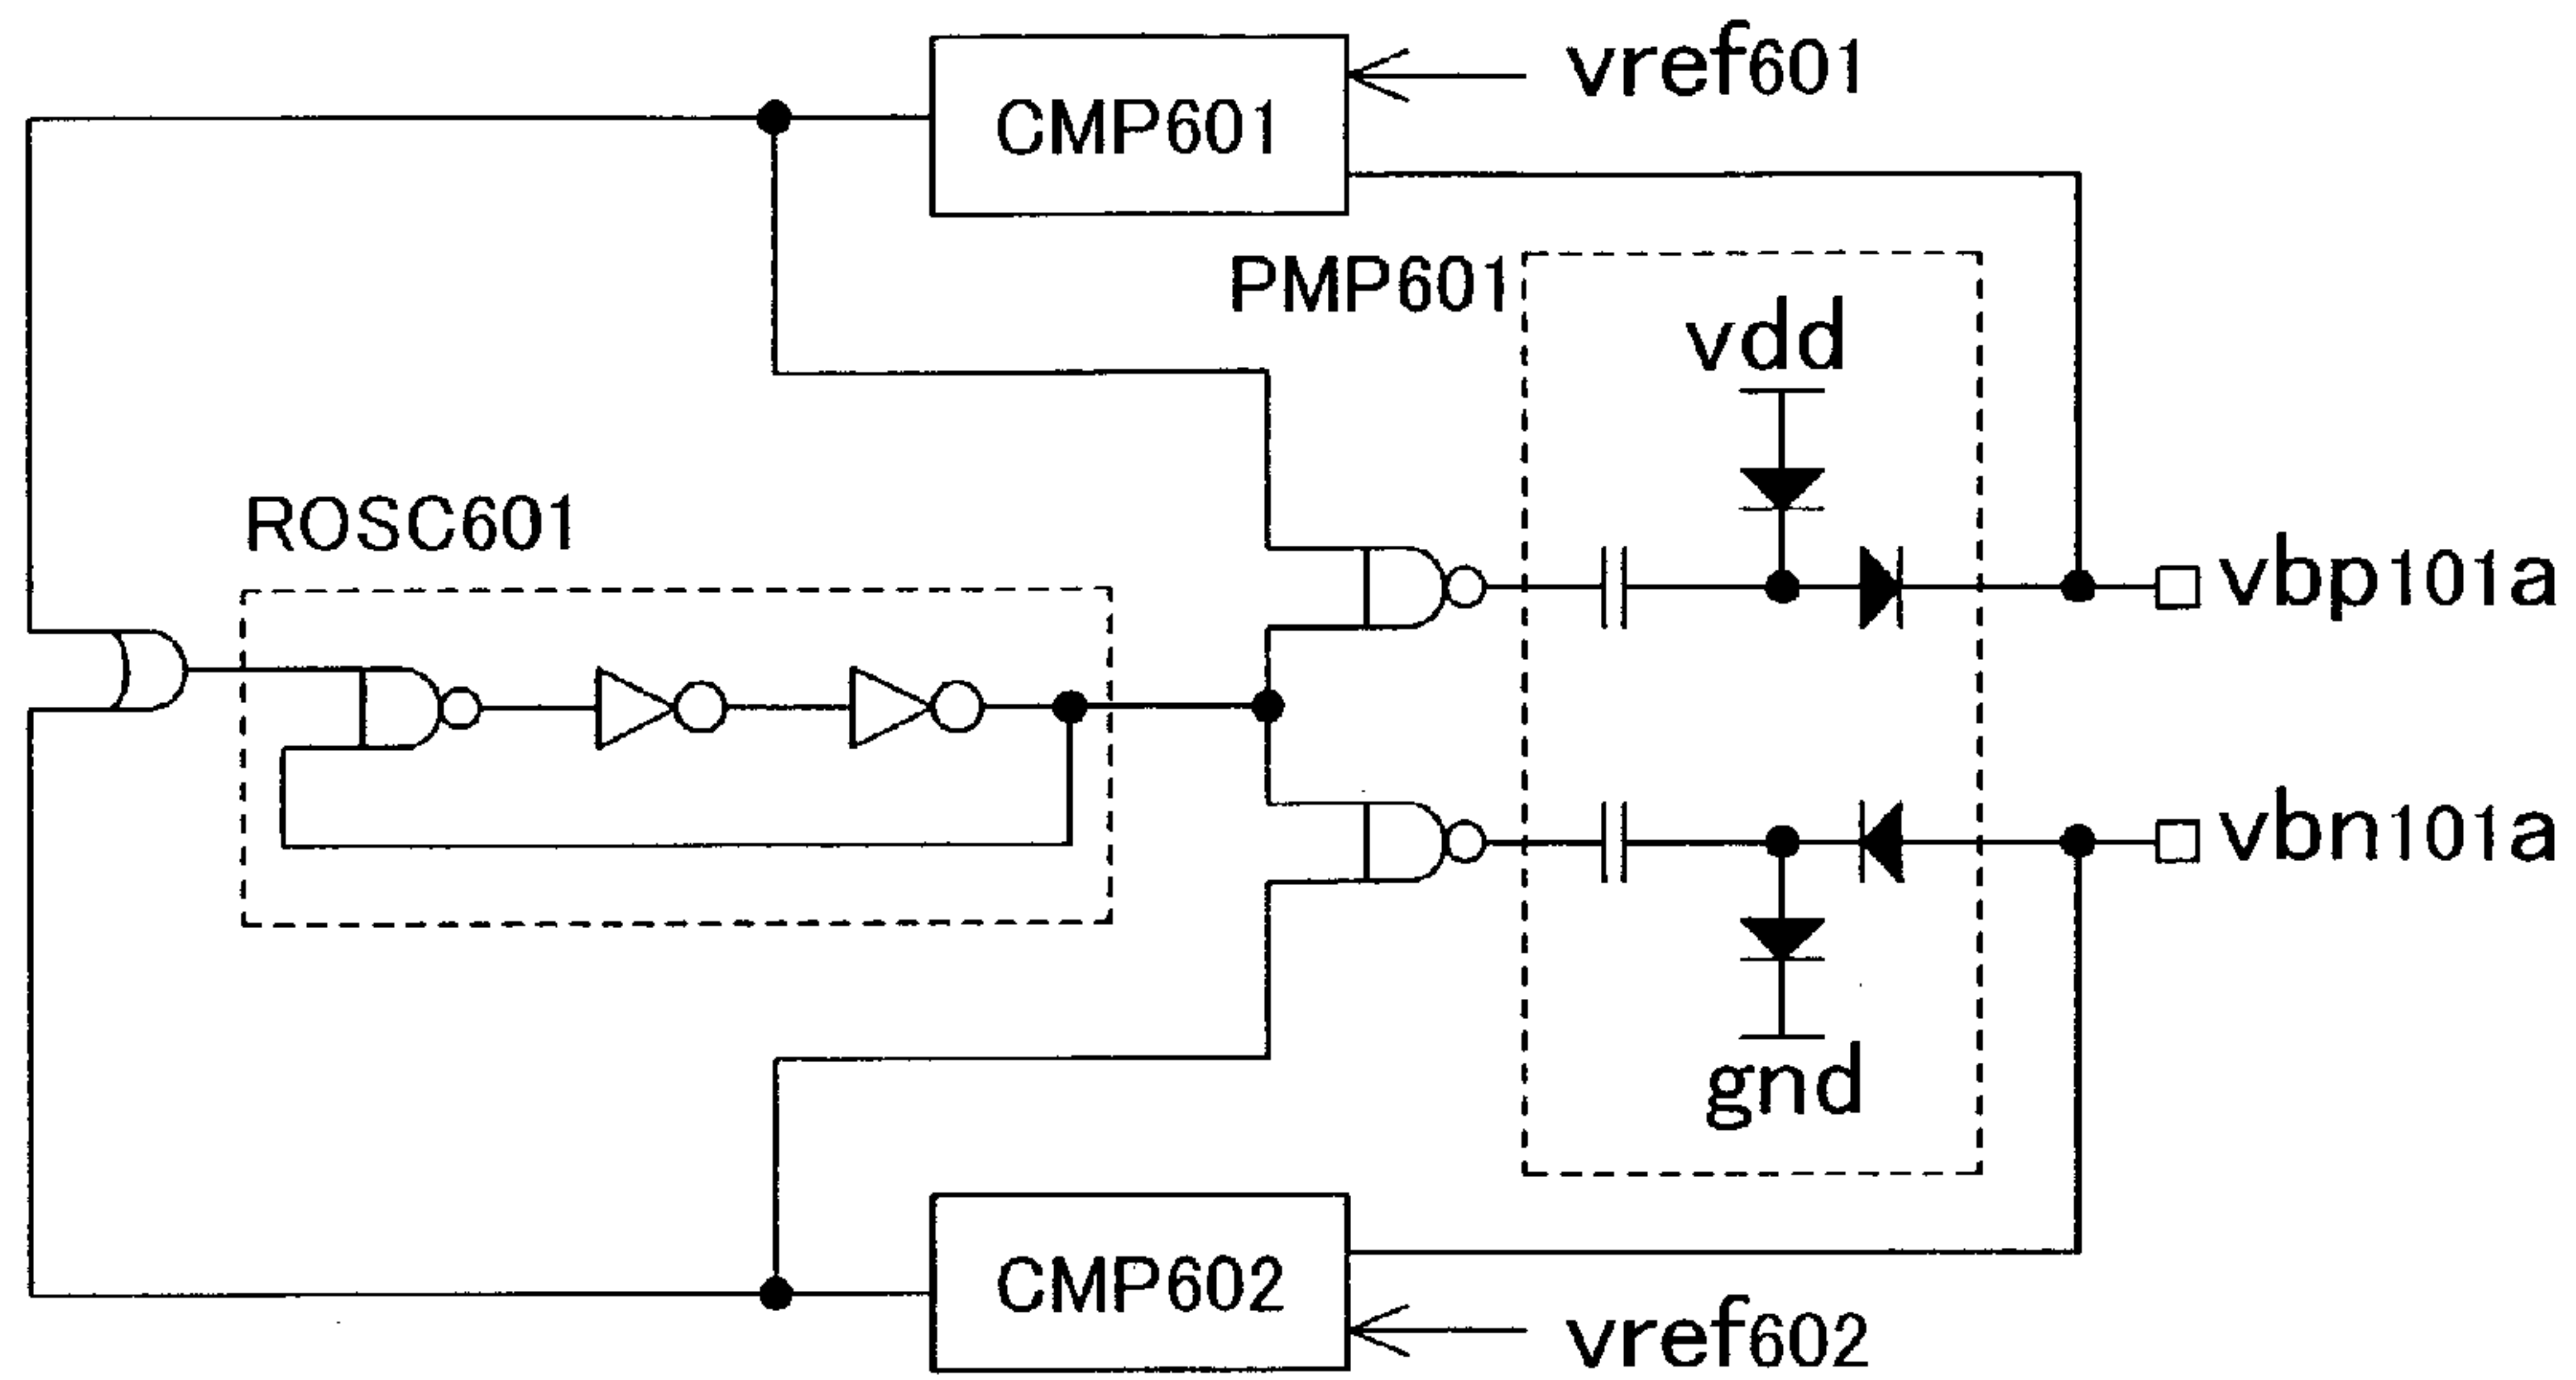 vref601
CMP601
PMP601
vdd
ROSC601
vbp101a
vbn101a
gnd
CMP602
vref602